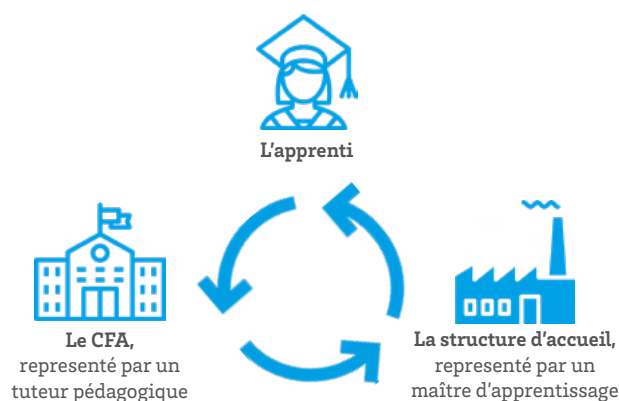 L'apprenti
Le CFA,
representé par un
tuteur pédagogique
La structure d'accueil,
representé par un
maître d'apprentissage